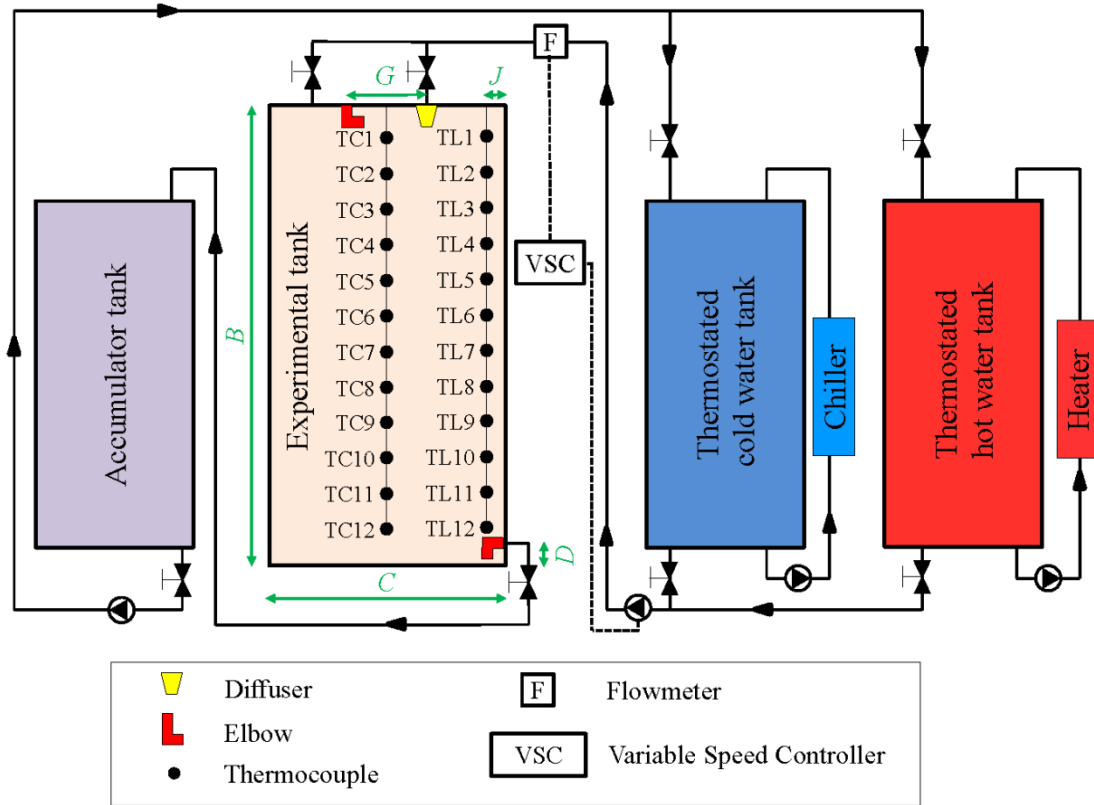 F
G
J
TC1
TC2
TC3
TC4
TC5
TC6
TC7
TC8
TC9
TC10
TC11
TC12
TL1
TL2
TL3
TL4
TL5
TL6
TL7
TL8
TL9
TL10
TL11
TL12
Accumulator tank
B
Experimental tank
VSC
D
C
Thermostated
cold water tank
Chiller
Thermostated
hot water tank
Heater
Diffuser
Elbow
Thermocouple
F
Flowmeter
VSC
Variable Speed Controller